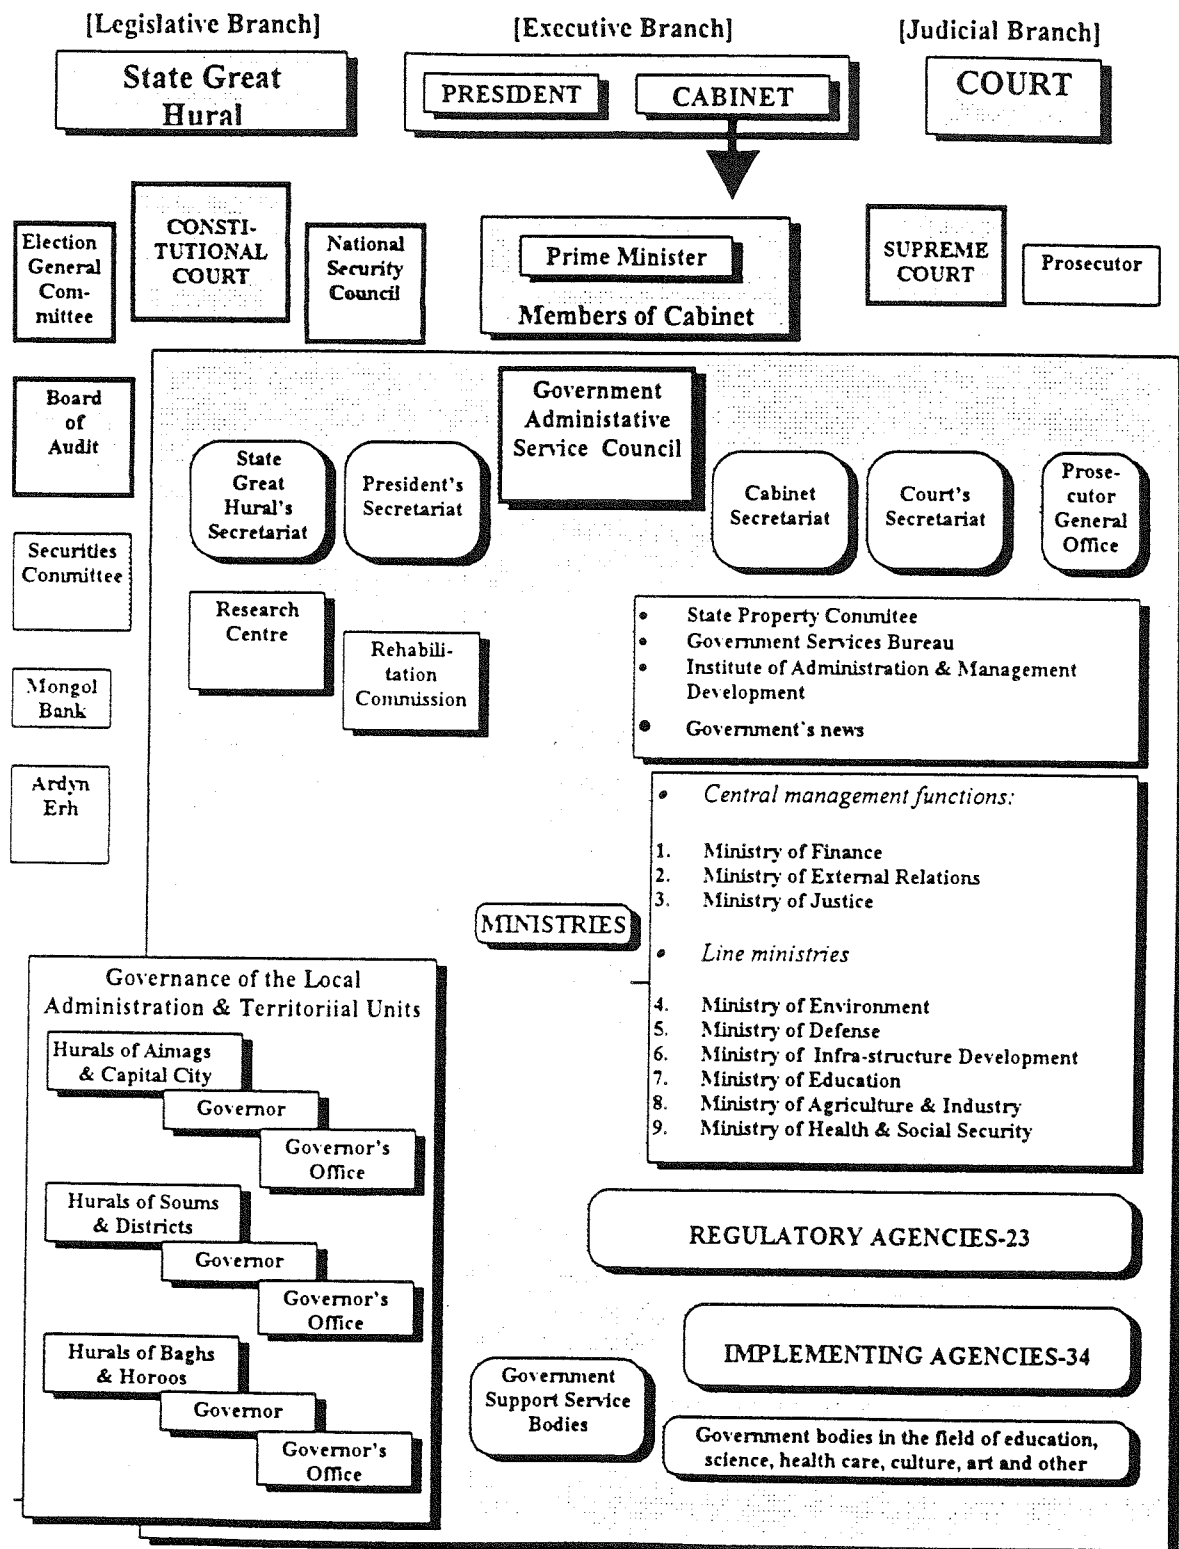 [Legislative Branch]
[Executive Branch]
[Judicial Branch]
State Great
Hural
PRESIDENT
CABINET
COURT
Election
General
Com-
mittee
CONSTI-
TUTIONAL
COURT
National
Security
Council
Prime Minister
Members of Cabinet
SUPREME
COURT
Prosecutor
Board
of
Audit
Securities
Committee
Mongol
Bank
Ardyn
Erh
Government
Administative
Service Council
State
Great
Hural's
Secretariat
President's
Secretariat
Cabinet
Secretariat
Court's
Secretariat
Prose-
cutor
General
Office
Research
Centre
Rehabili-
tation
Commission
• State Property Committee
• Government Services Bureau
• Institute of Administration & Management
Development
• Government's news
MINISTRIES
• Central management functions:
1. Ministry of Finance
2. Ministry of External Relations
3. Ministry of Justice
• Line ministries
4. Ministry of Environment
5. Ministry of Defense
6. Ministry of Infra-structure Development
7. Ministry of Education
8. Ministry of Agriculture & Industry
9. Ministry of Health & Social Security
Governance of the Local
Administration & Territoriial Units
Hurals of Aimags
& Capital City
Governor
Governor's
Office
Hurals of Soums
& Districts
Governor
Governor's
Office
Hurals of Baghs
& Horoos
Governor
Governor's
Office
REGULATORY AGENCIES-23
IMPLEMENTING AGENCIES-34
Government
Support Service
Bodies
Government bodies in the field of education,
science, health care, culture, art and other